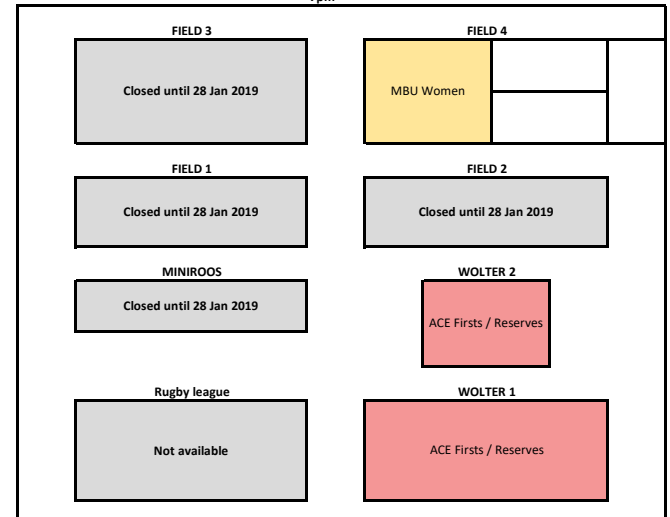 FIELD 3
FIELD 4
Closed until 28 Jan 2019
MBU Women
FIELD 1
FIELD 2
Closed until 28 Jan 2019
Closed until 28 Jan 2019
MINIROOS
WOLTER 2
Closed until 28 Jan 2019
ACE Firsts / Reserves
Rugby league
WOLTER 1
Not available
ACE Firsts / Reserves